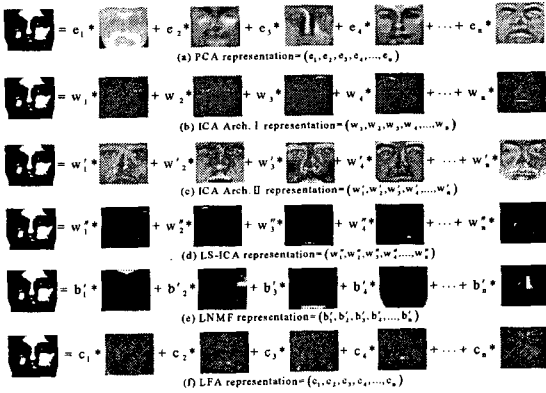 = e₁ * + e₂ * + e₃ * + e₄ * + ⋯ + eₙ *
(a) PCA representation=(e₁,e₂,e₃,e₄,...,eₙ)
= w₁ * + w₂ * + w₃ * + w₄ * + ⋯ + wₙ *
(b) ICA Arch. I representation=(w₁,w₂,w₃,w₄,...,wₙ)
= w'₁ * + w'₂ * + w'₃ * + w'₄ * + ⋯ + w'ₙ *
(c) ICA Arch. II representation=(w'₁,w'₂,w'₃,w'₄,...,w'ₙ)
= w"₁ * + w"₂ * + w"₃ * + w"₄ * + ⋯ + w"ₙ *
(d) LS-ICA representation=(w"₁,w"₂,w"₃,w"₄,...,w"ₙ)
= b'₁ * + b'₂ * + b'₃ * + b'₄ * + ⋯ + b'ₙ *
(e) LNMF representation=(b'₁,b'₂,b'₃,b'₄,...,b'ₙ)
= c₁ * + c₂ * + c₃ * + c₄ * + ⋯ + cₙ *
(f) LFA representation=(c₁,c₂,c₃,c₄,...,cₙ)